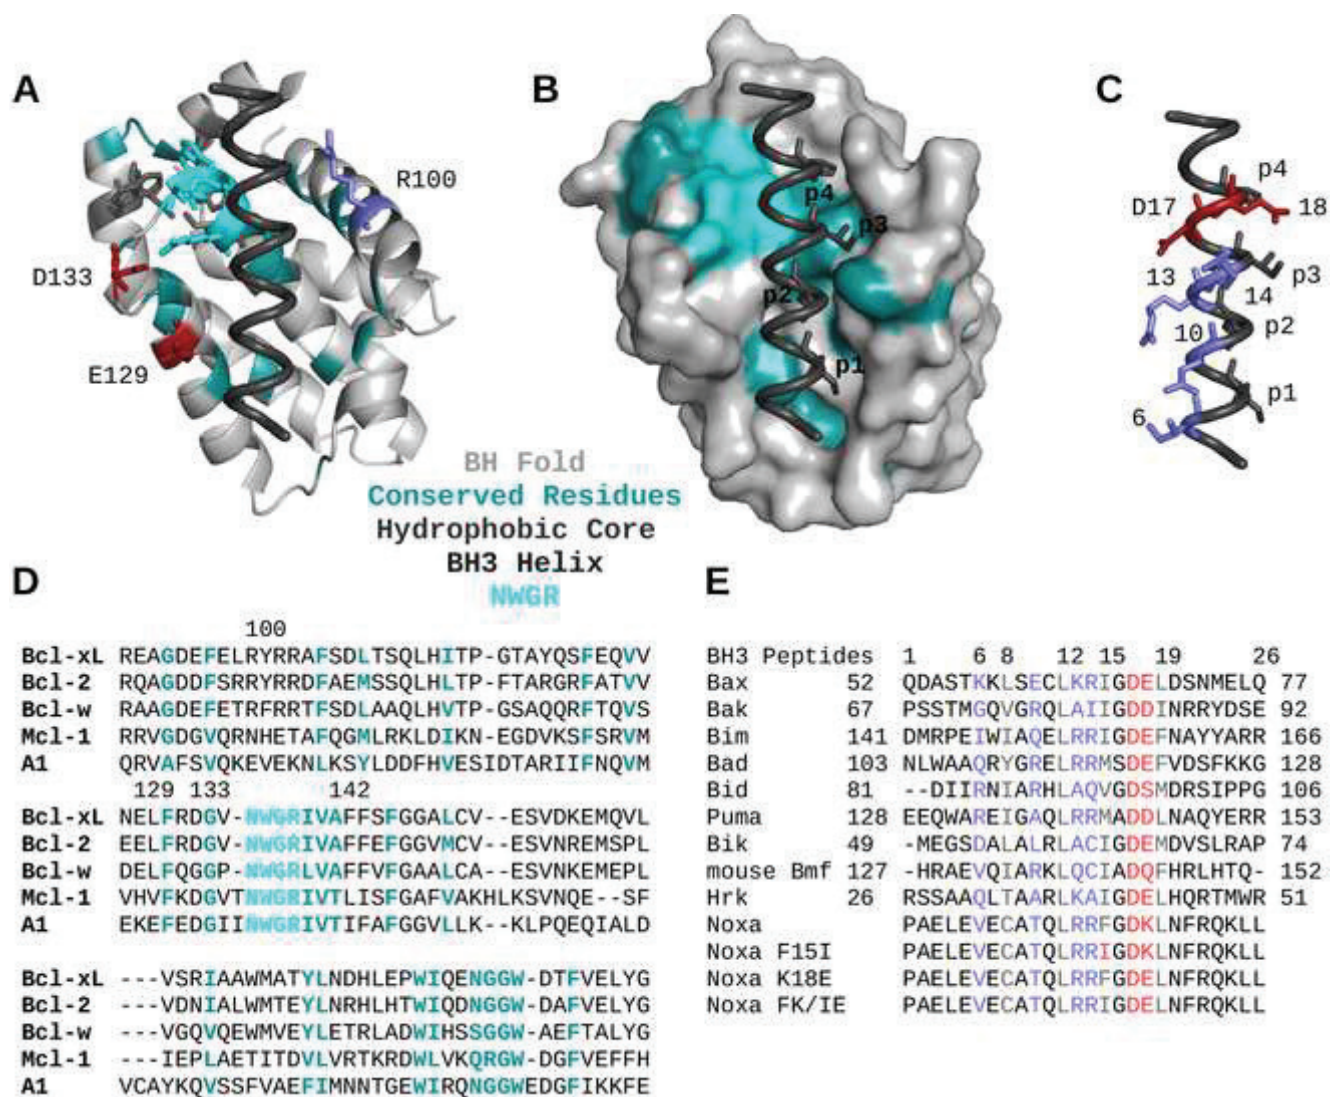 A
B
C
R100
D133
E129
p4
p3
p2
p1
p4
D17
18
13
p3
14
10
p2
p1
6
BH Fold
Conserved Residues
Hydrophobic Core
BH3 Helix
NWGR
D
100
Bcl-xL REAGDEFELRYRRAFSDLTSQLHITP-GTAYQSFEQVV
Bcl-2 RQAGDDFSRRYRRDFAEMSSQLHLTP-FTARGRFATVV
Bcl-w RAAGDEFETRFRRTFSDLAAQLHVTP-GSAQQRFTQVS
Mcl-1 RRVGDGVQRNHETAFQGMLRKLDIKN-EGDVKSFSRVM
A1 QRVAFSVQKEVEKNLKSYLDDFHVESIDTARIIFNQVM
129 133 142
Bcl-xL NELFRDGV-NWGRIVAFFSFGGALCV--ESVDKEMQVL
Bcl-2 EELFRDGV-NWGRIVAFFEFGGVMCV--ESVNREMSPL
Bcl-w DELFQGGP-NWGRLVAFFVFGAALCA--ESVNKEMEPL
Mcl-1 VHVFKDGVTNWGRIVTLISFGAFVAKHLKSVNQE--SF
A1 EKEFEDGIINWGRIVTIFAFGGVLLK--KLPQEQIALD
Bcl-xL ---VSRIAAWMATYLNDHLEPWIQENGGW-DTFVELYG
Bcl-2 ---VDNIALWMTEYLNRHLHTWIQDNGGW-DAFVELYG
Bcl-w ---VGQVQEWMVEYLETRLADWIHSSGGW-AEFTALYG
Mcl-1 ---IEPLAETITDVLVRTKRDWLVKQRGW-DGFVEFFH
A1 VCAYKQVSSFVAEFIMNNTGEWIRQNGGWEDGFIKKFE
E
BH3 Peptides 1 6 8 12 15 19 26
Bax 52 QDASTKKLSECLKRIGDELDSNMELQ 77
Bak 67 PSSTMGQVGRQLAIIGDDINRRYDSE 92
Bim 141 DMRPEIWIAQELRRIGDEFNAYYARR 166
Bad 103 NLWAAQRYGRELRRMSDEFVDSFKKG 128
Bid 81 --DIIRNIARHLAQVGDSMDRSIPPG 106
Puma 128 EEQWAREIGAQLRRMADDLNAQYERR 153
Bik 49 -MEGSDALALRLACIGDEMDVSLRAP 74
mouse Bmf 127 -HRAEVQIARKLQCIADQFHRLHTQ- 152
Hrk 26 RSSAAQLTAARLKAIGDELHQRTMWR 51
Noxa PAELEVECATQLRRFGDKLNFRQKLL
Noxa F15I PAELEVECATQLRRIGDKLNFRQKLL
Noxa K18E PAELEVECATQLRRFGDELNFRQKLL
Noxa FK/IE PAELEVECATQLRRIGDELNFRQKLL